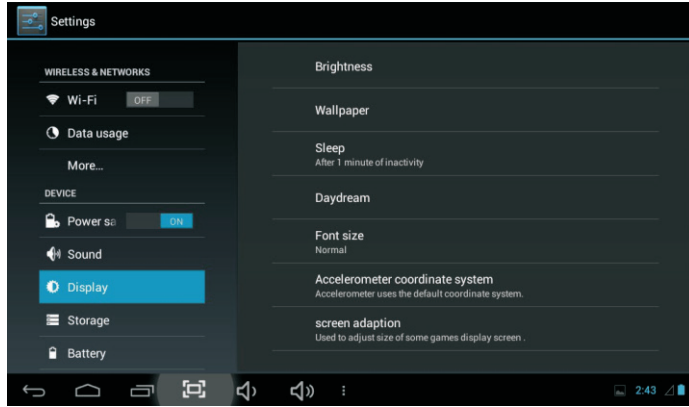 Settings
WIRELESS & NETWORKS
Wi-Fi OFF
Data usage
More...
DEVICE
Power sa ON
Sound
Display
Storage
Battery
Brightness
Wallpaper
Sleep
After 1 minute of inactivity
Daydream
Font size
Normal
Accelerometer coordinate system
Accelerometer uses the default coordinate system.
screen adaption
Used to adjust size of some games display screen .
2:43